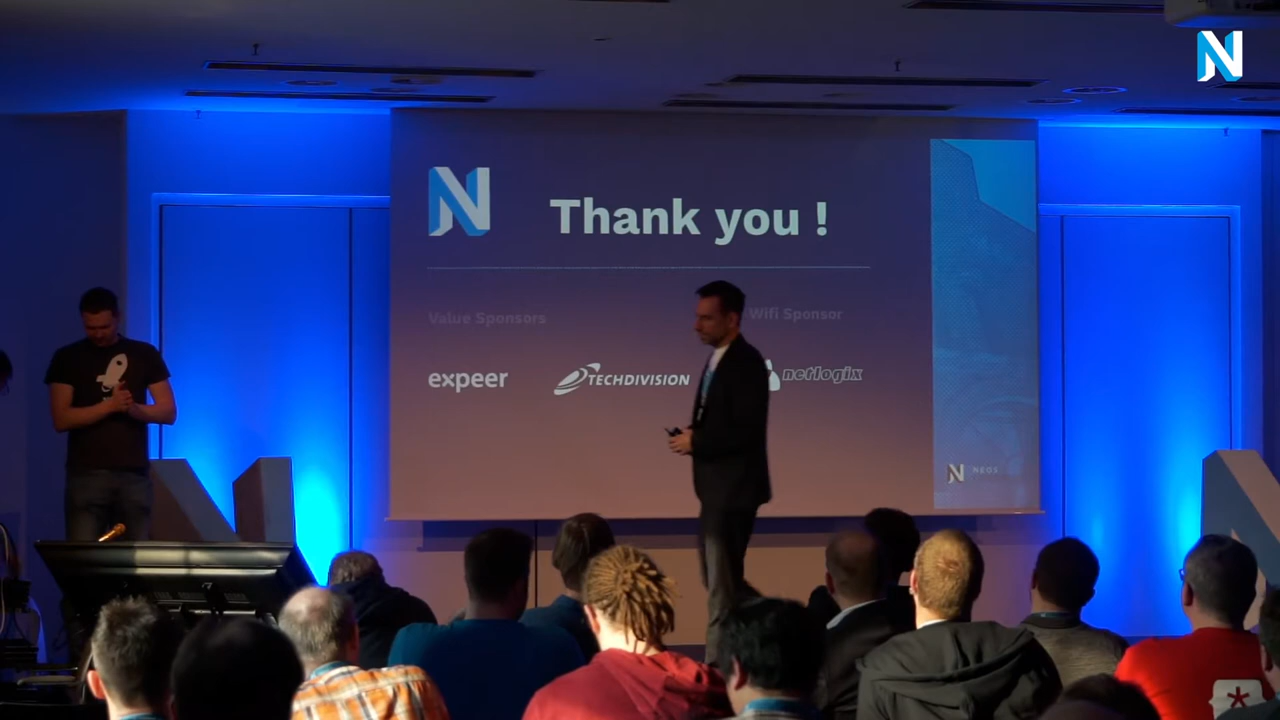 Thank you !
Value Sponsors
Wifi Sponsor
expeer
TECHDIVISION
netlogix
NEOS